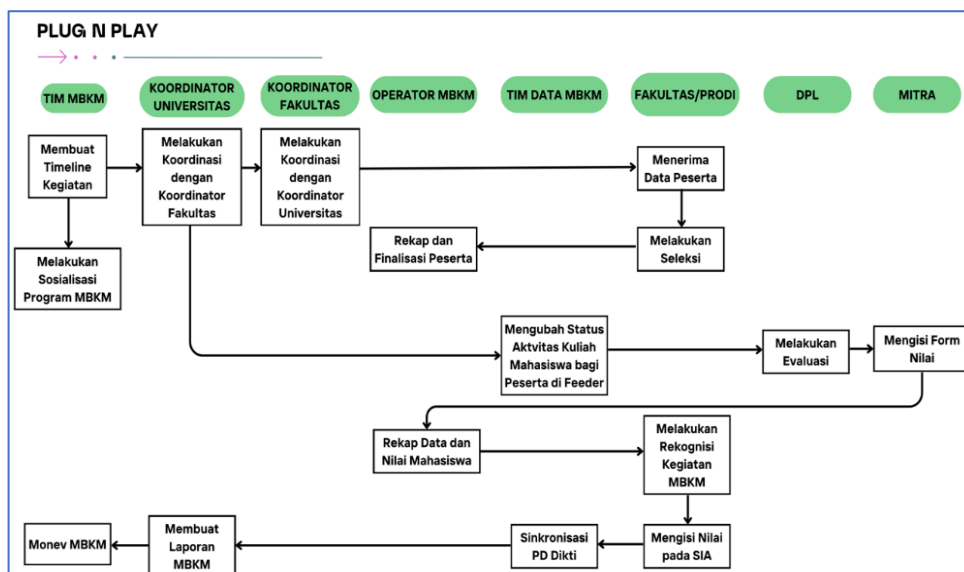 PLUG N PLAY
TIM MBKM
KOORDINATOR
UNIVERSITAS
KOORDINATOR
FAKULTAS
OPERATOR MBKM
TIM DATA MBKM
FAKULTAS/PRODI
DPL
MITRA
Membuat
Timeline
Kegiatan
Melakukan
Koordinasi
dengan
Koordinator
Fakultas
Melakukan
Koordinasi
dengan
Koordinator
Universitas
Menerima
Data Peserta
Melakukan
Sosialisasi
Program MBKM
Rekap dan
Finalisasi Peserta
Melakukan
Seleksi
Mengubah Status
Aktvitas Kuliah
Mahasiswa bagi
Peserta di Feeder
Melakukan
Evaluasi
Mengisi Form
Nilai
Rekap Data dan
Nilai Mahasiswa
Melakukan
Rekognisi
Kegiatan
MBKM
Monev MBKM
Membuat
Laporan
MBKM
Sinkronisasi
PD Dikti
Mengisi Nilai
pada SIA